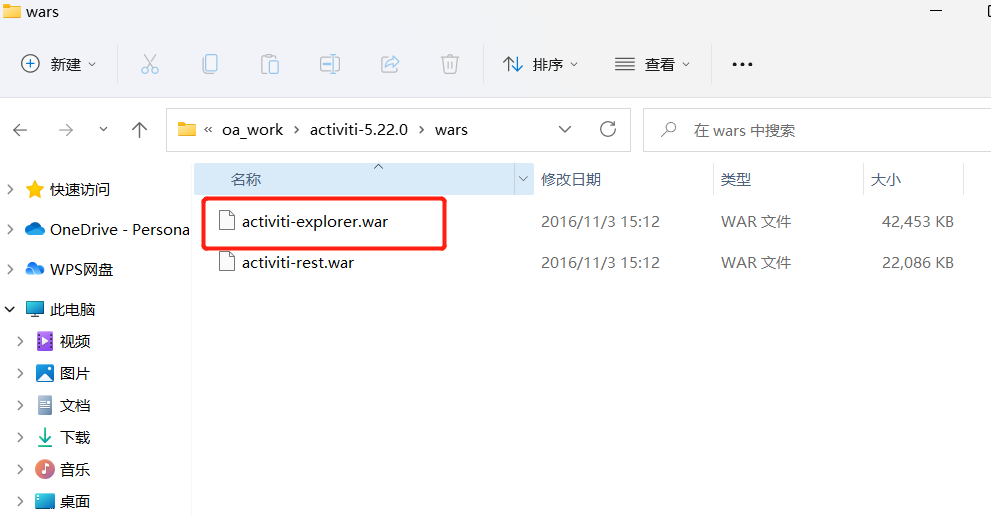 wars
新建
排序
查看
« oa_work › activiti-5.22.0 › wars
在 wars 中搜索
名称 修改日期 类型 大小
快速访问
activiti-explorer.war 2016/11/3 15:12 WAR 文件 42,453 KB
OneDrive - Persona
activiti-rest.war 2016/11/3 15:12 WAR 文件 22,086 KB
WPS网盘
此电脑
视频
图片
文档
下载
音乐
桌面